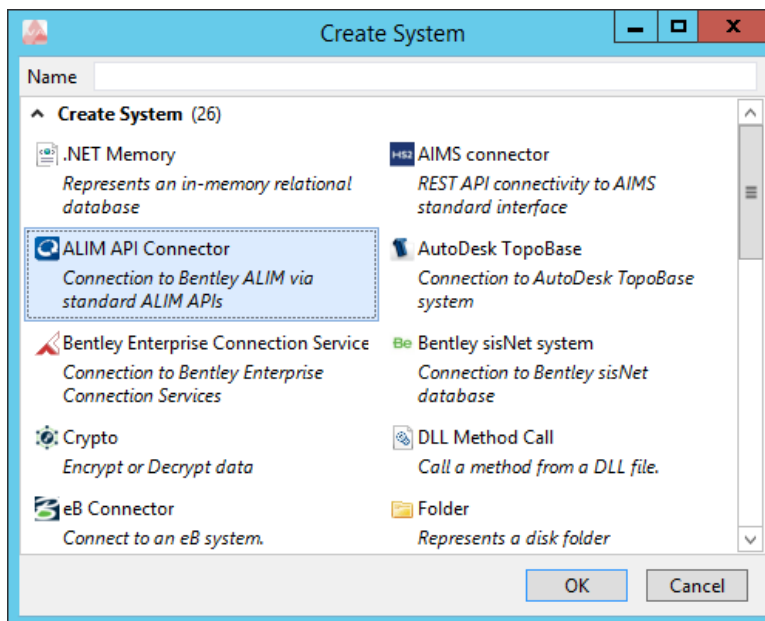 Create System
Name
Create System (26)
.NET Memory
Represents an in-memory relational
database
HS2 AIMS connector
REST API connectivity to AIMS
standard interface
ALIM API Connector
Connection to Bentley ALIM via
standard ALIM APIs
AutoDesk TopoBase
Connection to AutoDesk TopoBase
system
Bentley Enterprise Connection Service
Connection to Bentley Enterprise
Connection Services
Be Bentley sisNet system
Connection to Bentley sisNet
database
Crypto
Encrypt or Decrypt data
DLL Method Call
Call a method from a DLL file.
eB Connector
Connect to an eB system.
Folder
Represents a disk folder
OK
Cancel